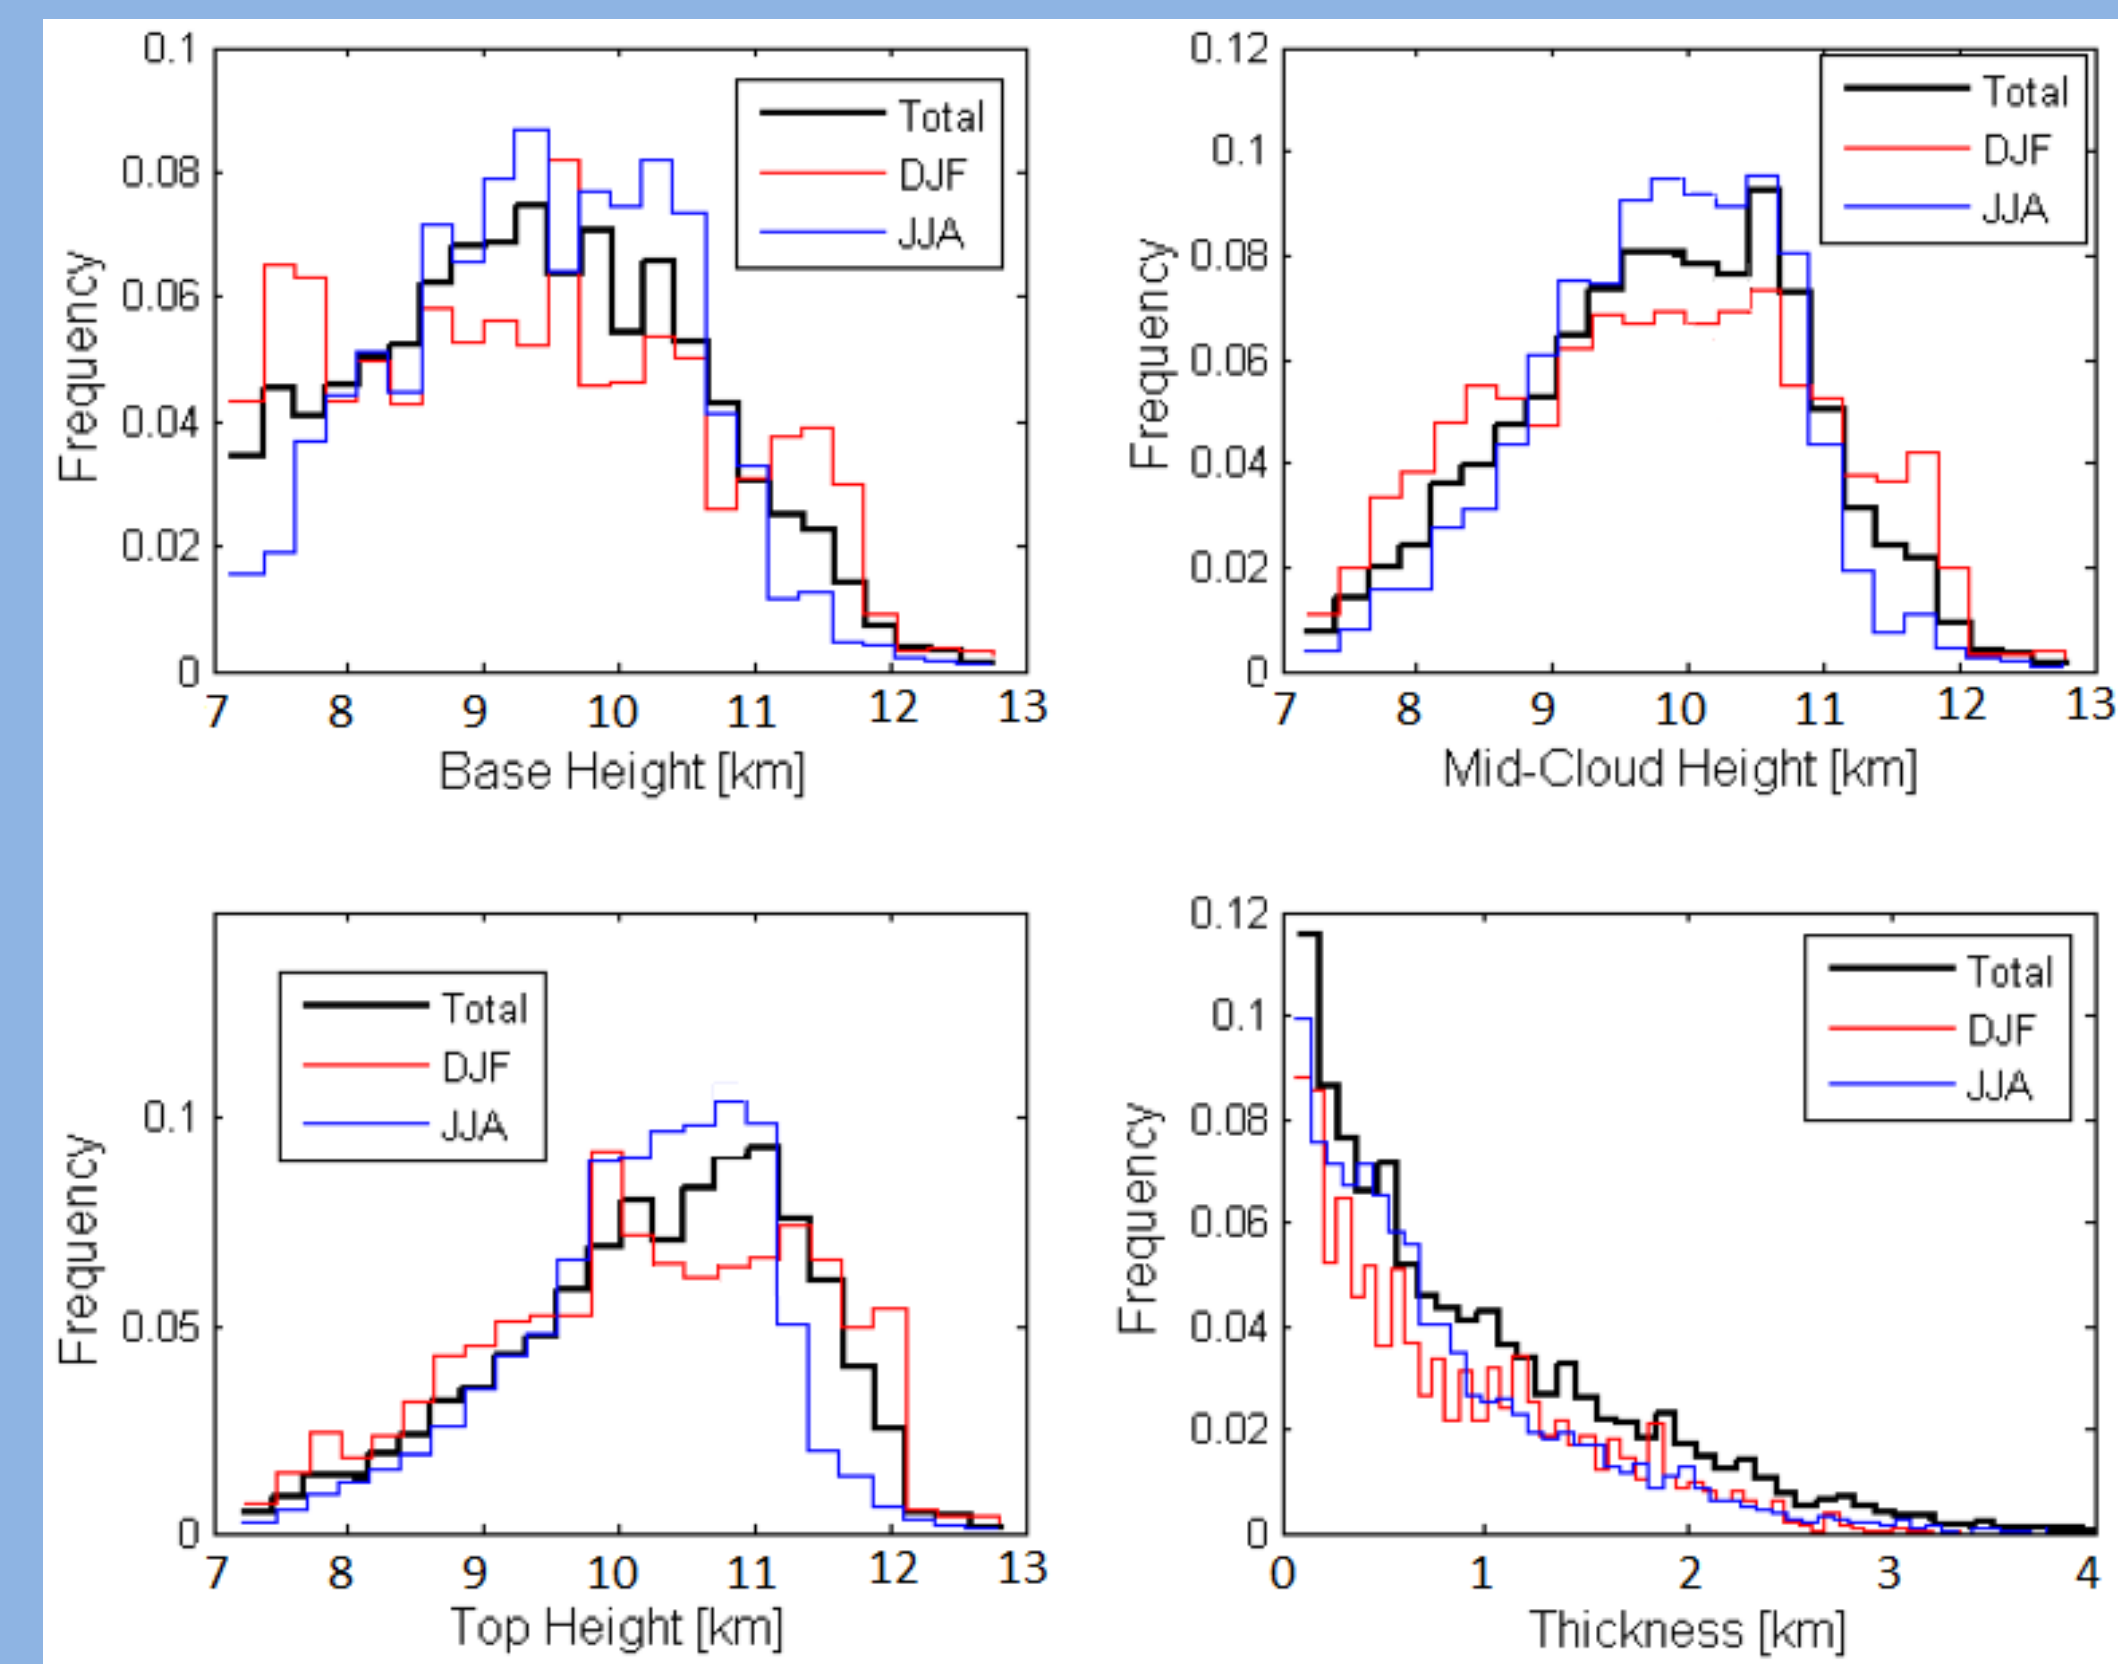 0.1
0.08
0.06
0.04
0.02
0
Frequency
Total
DJF
JJA
7 8 9 10 11 12 13
Base Height [km]
0.12
0.1
0.08
0.06
0.04
0.02
0
Frequency
Total
DJF
JJA
7 8 9 10 11 12 13
Mid-Cloud Height [km]
0.1
0.05
0
Frequency
Total
DJF
JJA
7 8 9 10 11 12 13
Top Height [km]
0.12
0.1
0.08
0.06
0.04
0.02
0
Frequency
Total
DJF
JJA
0 1 2 3 4
Thickness [km]